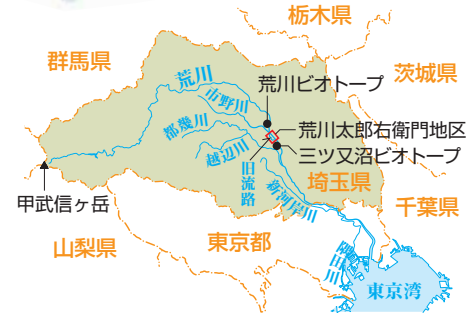 栃木県
群馬県
茨城県
荒川
荒川ビオトープ
市野川
都幾川
荒川太郎右衛門地区
越辺川
三ツ又沼ビオトープ
旧流路
埼玉県
新河岸川
甲武信ヶ岳
千葉県
山梨県
東京都
隅田川
東京湾